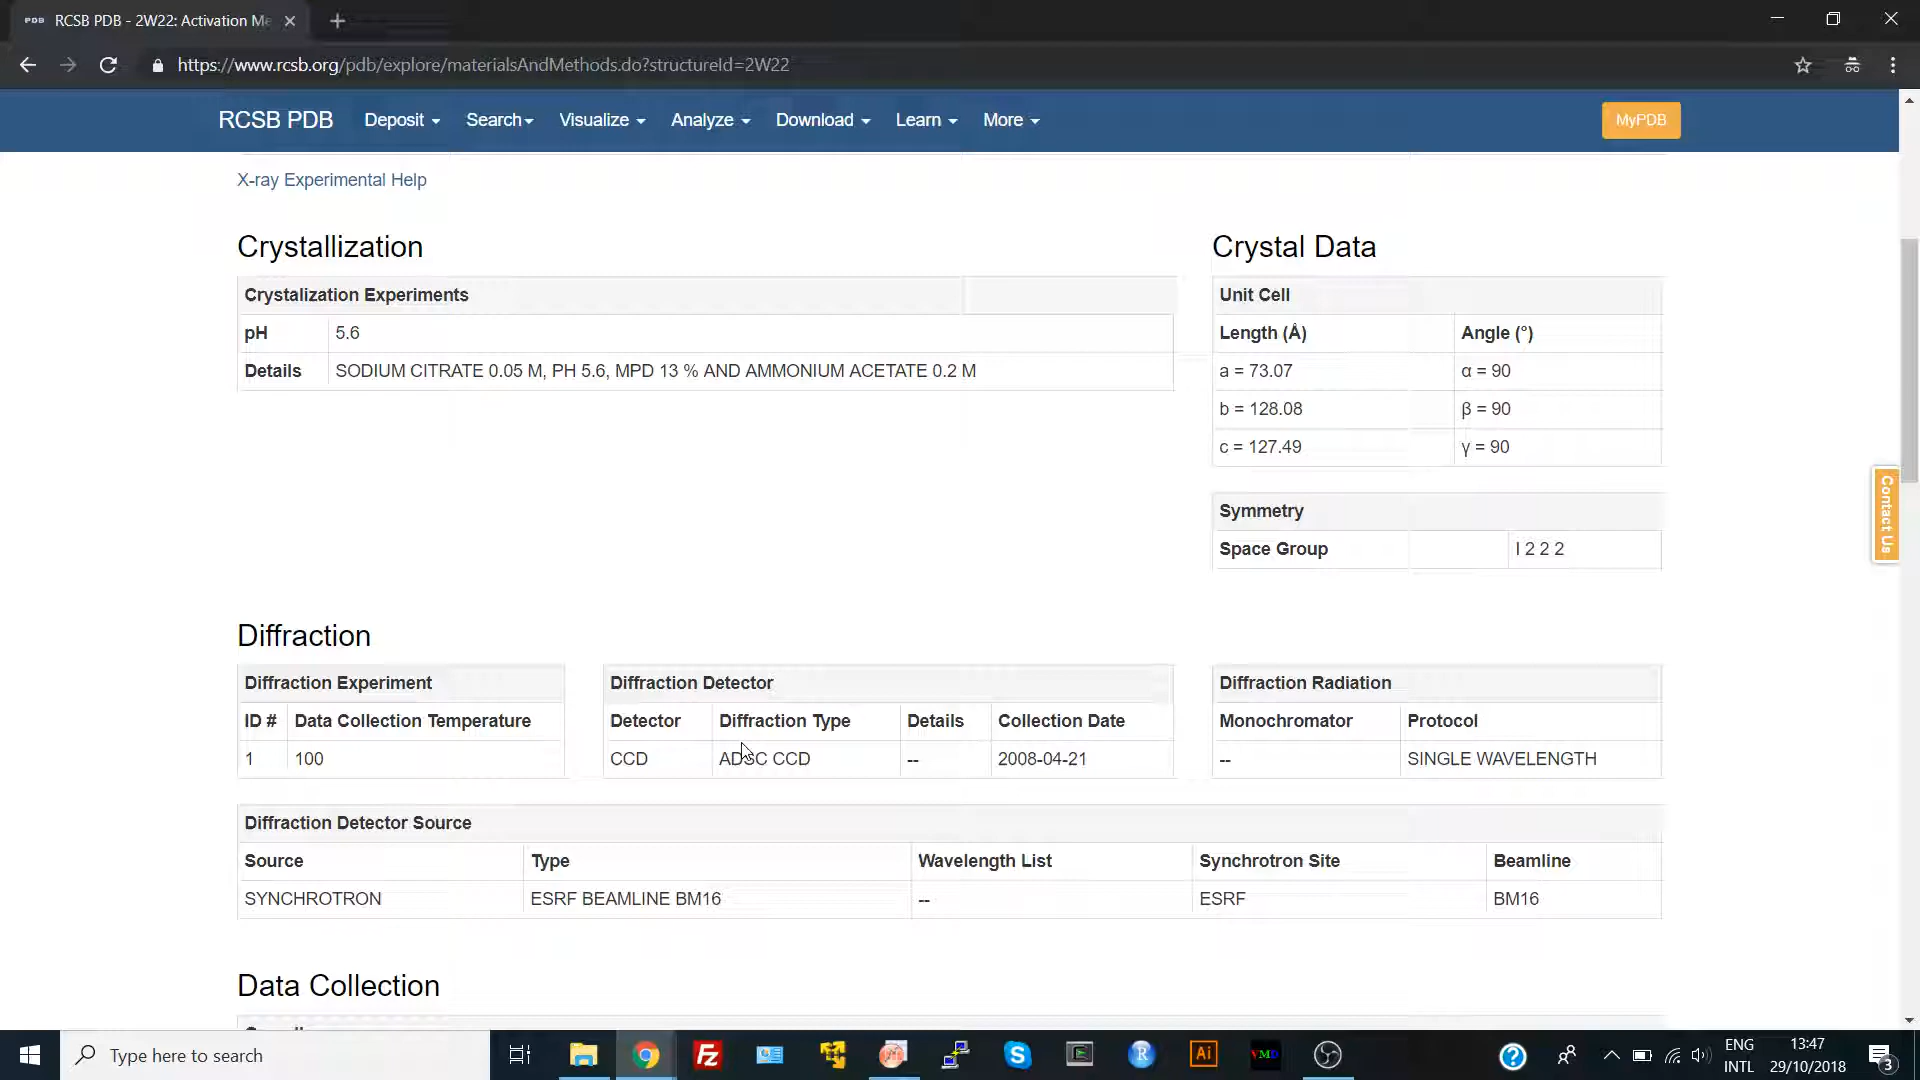 RCSB PDB - 2W22: Activation Me
https://www.rcsb.org/pdb/explore/materialsAndMethods.do?structureId=2W22
RCSB PDB Deposit Search Visualize Analyze Download Learn More MyPDB
X-ray Experimental Help
Crystallization
Crystalization Experiments
pH 5.6
Details SODIUM CITRATE 0.05 M, PH 5.6, MPD 13 % AND AMMONIUM ACETATE 0.2 M
Crystal Data
Unit Cell
Length (Å) Angle (°)
a = 73.07 α = 90
b = 128.08 β = 90
c = 127.49 γ = 90
Symmetry
Space Group I 2 2 2
Contact Us
Diffraction
Diffraction Experiment
ID # Data Collection Temperature
1 100
Diffraction Detector
Detector Diffraction Type Details Collection Date
CCD ADSC CCD -- 2008-04-21
Diffraction Radiation
Monochromator Protocol
-- SINGLE WAVELENGTH
Diffraction Detector Source
Source Type Wavelength List Synchrotron Site Beamline
SYNCHROTRON ESRF BEAMLINE BM16 -- ESRF BM16
Data Collection
Type here to search
Fz
R
Ai
VMD
ENG
INTL
13:47
29/10/2018
3